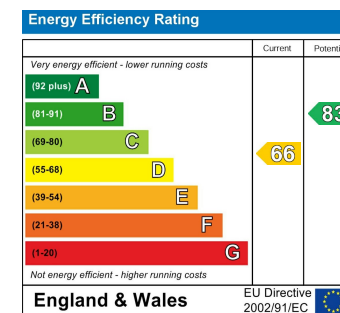 Energy Efficiency Rating
Current Potenti
Very energy efficient - lower running costs
(92 plus) A
(81-91) B 83
(69-80) C
66
(55-68) D
(39-54) E
(21-38) F
(1-20) G
Not energy efficient - higher running costs
England & Wales
EU Directive
2002/91/EC